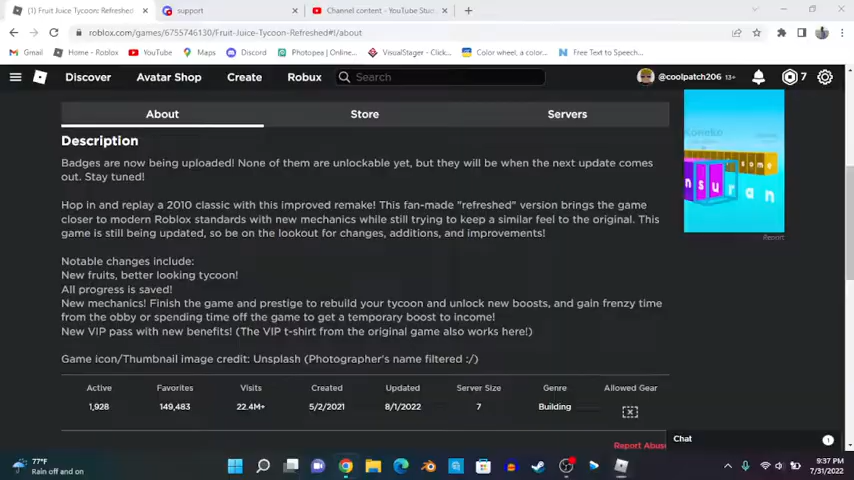 (1) Fruit Juice Tycoon: Refreshed
support
Channel content - YouTube Stu
roblox.com/games/6755746130/Fruit-Juice-Tycoon-Refreshed#!/about
Gmail Home - Roblox YouTube Maps Discord Photopea | Online... VisualStager - Click... Color wheel, a color... Free Text to Speech...
Discover Avatar Shop Create Robux Search @coolpatch206 13+ 7
About Store Servers
Description
Badges are now being uploaded! None of them are unlockable yet, but they will be when the next update comes
out. Stay tuned!
Hop in and replay a 2010 classic with this improved remake! This fan-made "refreshed" version brings the game
closer to modern Roblox standards with new mechanics while still trying to keep a similar feel to the original. This
game is still being updated, so be on the lookout for changes, additions, and improvements!
Notable changes include:
New fruits, better looking tycoon!
All progress is saved!
New mechanics! Finish the game and prestige to rebuild your tycoon and unlock new boosts, and gain frenzy time
from the obby or spending time off the game to get a temporary boost to income!
New VIP pass with new benefits! (The VIP t-shirt from the original game also works here!)
Game icon/Thumbnail image credit: Unsplash (Photographer's name filtered :/)
Active Favorites Visits Created Updated Server Size Genre Allowed Gear
1,928 149,483 22.4M+ 5/2/2021 8/1/2022 7 Building
Report Abuse
Koneko
some
nsuran
Report
Chat 1
77°F
Rain off and on
9:37 PM
7/31/2022